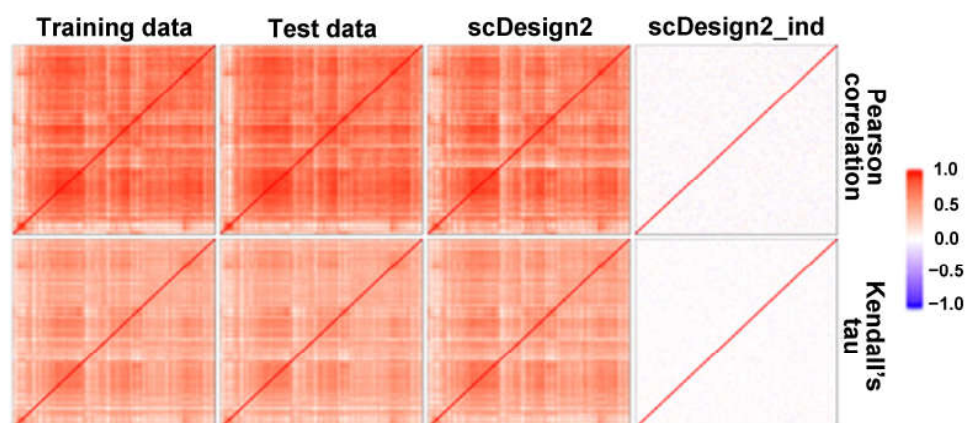 Training data
Test data
scDesign2
scDesign2_ind
Pearson
correlation
Kendall's
tau
1.0
0.5
0.0
−0.5
−1.0